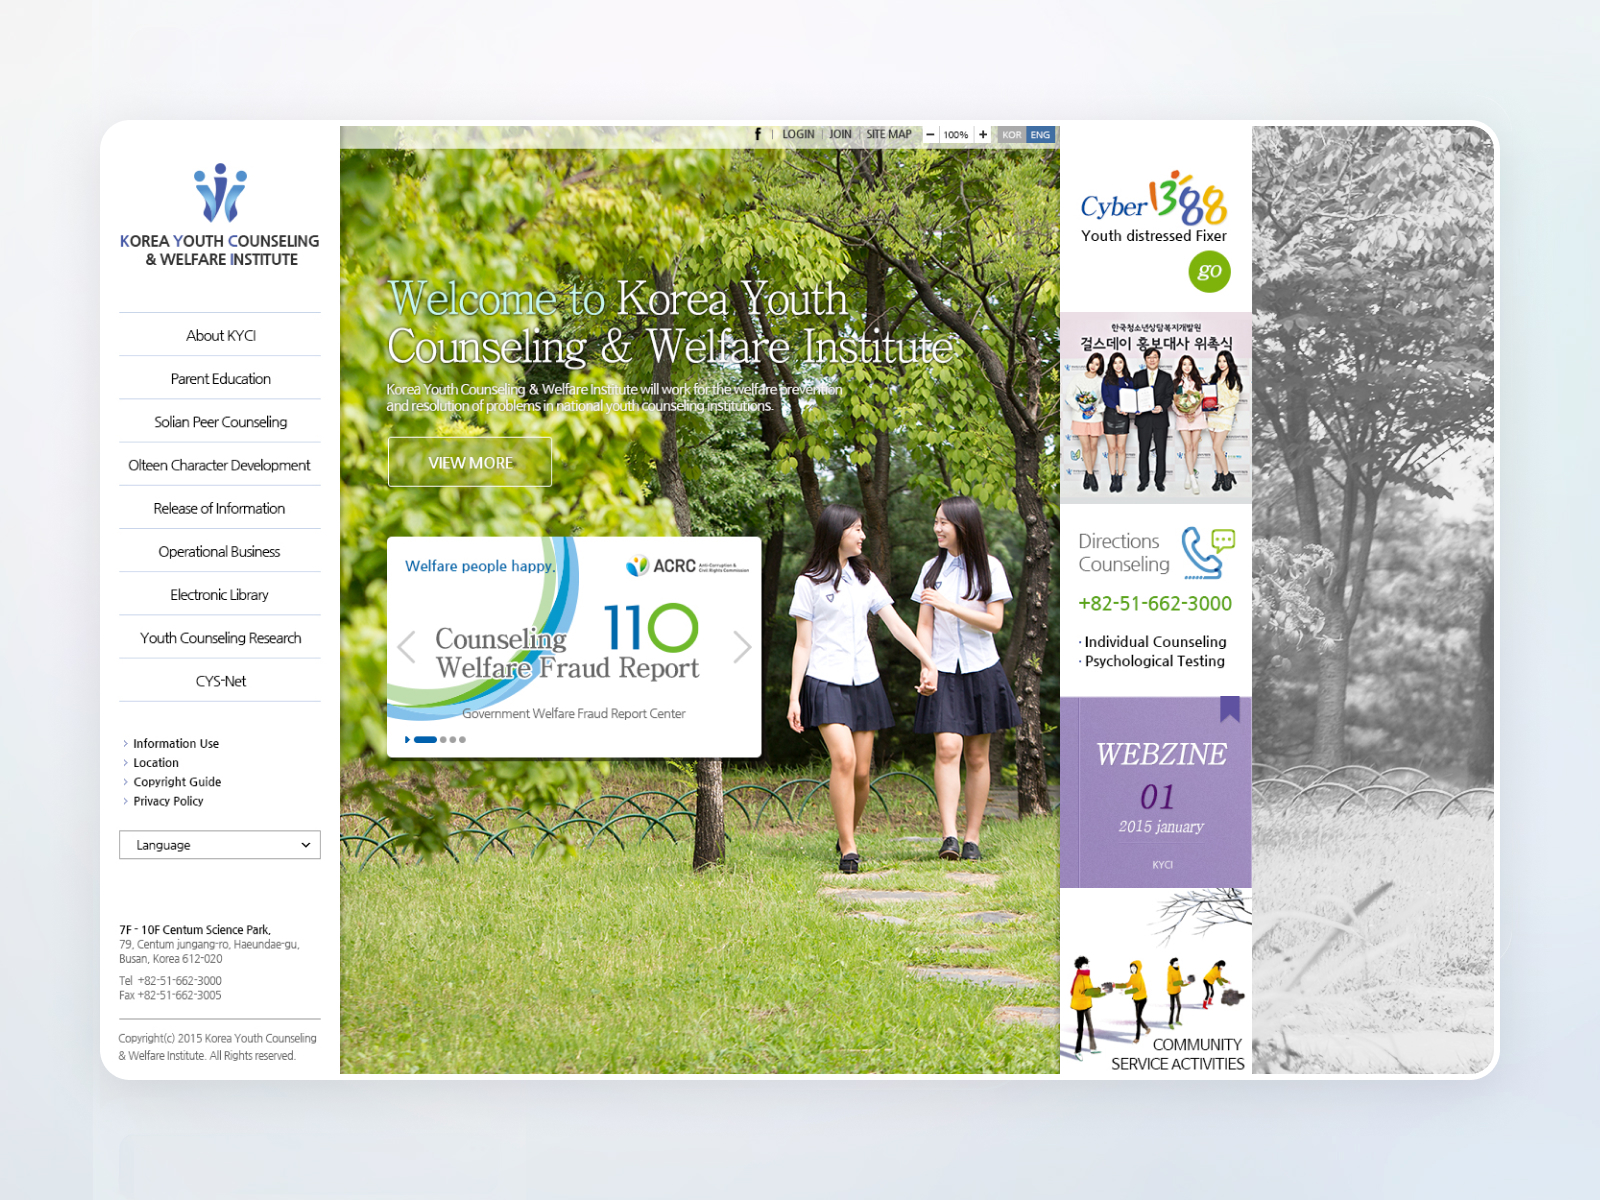 KOREA YOUTH COUNSELING
& WELFARE INSTITUTE
About KYCI
Parent Education
Solian Peer Counseling
Olteen Character Development
Release of Information
Operational Business
Electronic Library
Youth Counseling Research
CYS-Net
Information Use
Location
Copyright Guide
Privacy Policy
Language
7F - 10F Centum Science Park,
79, Centum jungang-ro, Haeundae-gu,
Busan, Korea 612-020
Tel +82-51-662-3000
Fax +82-51-662-3005
Copyright(c) 2015 Korea Youth Counseling
& Welfare Institute. All Rights reserved.
f | LOGIN | JOIN | SITE MAP - 100% + KOR ENG
Welcome to Korea Youth
Counseling & Welfare Institute
Korea Youth Counseling & Welfare Institute will work for the welfare prevention
and resolution of problems in national youth counseling institutions.
VIEW MORE
Welfare people happy.
ACRC Anti-Corruption &
Civil Rights Commission
110
Counseling
Welfare Fraud Report
Government Welfare Fraud Report Center
Cyber 1388
Youth distressed Fixer
go
한국청소년상담복지개발원
걸스데이 홍보대사 위촉식
Directions
Counseling
+82-51-662-3000
· Individual Counseling
· Psychological Testing
WEBZINE
01
2015 january
KYCI
COMMUNITY
SERVICE ACTIVITIES